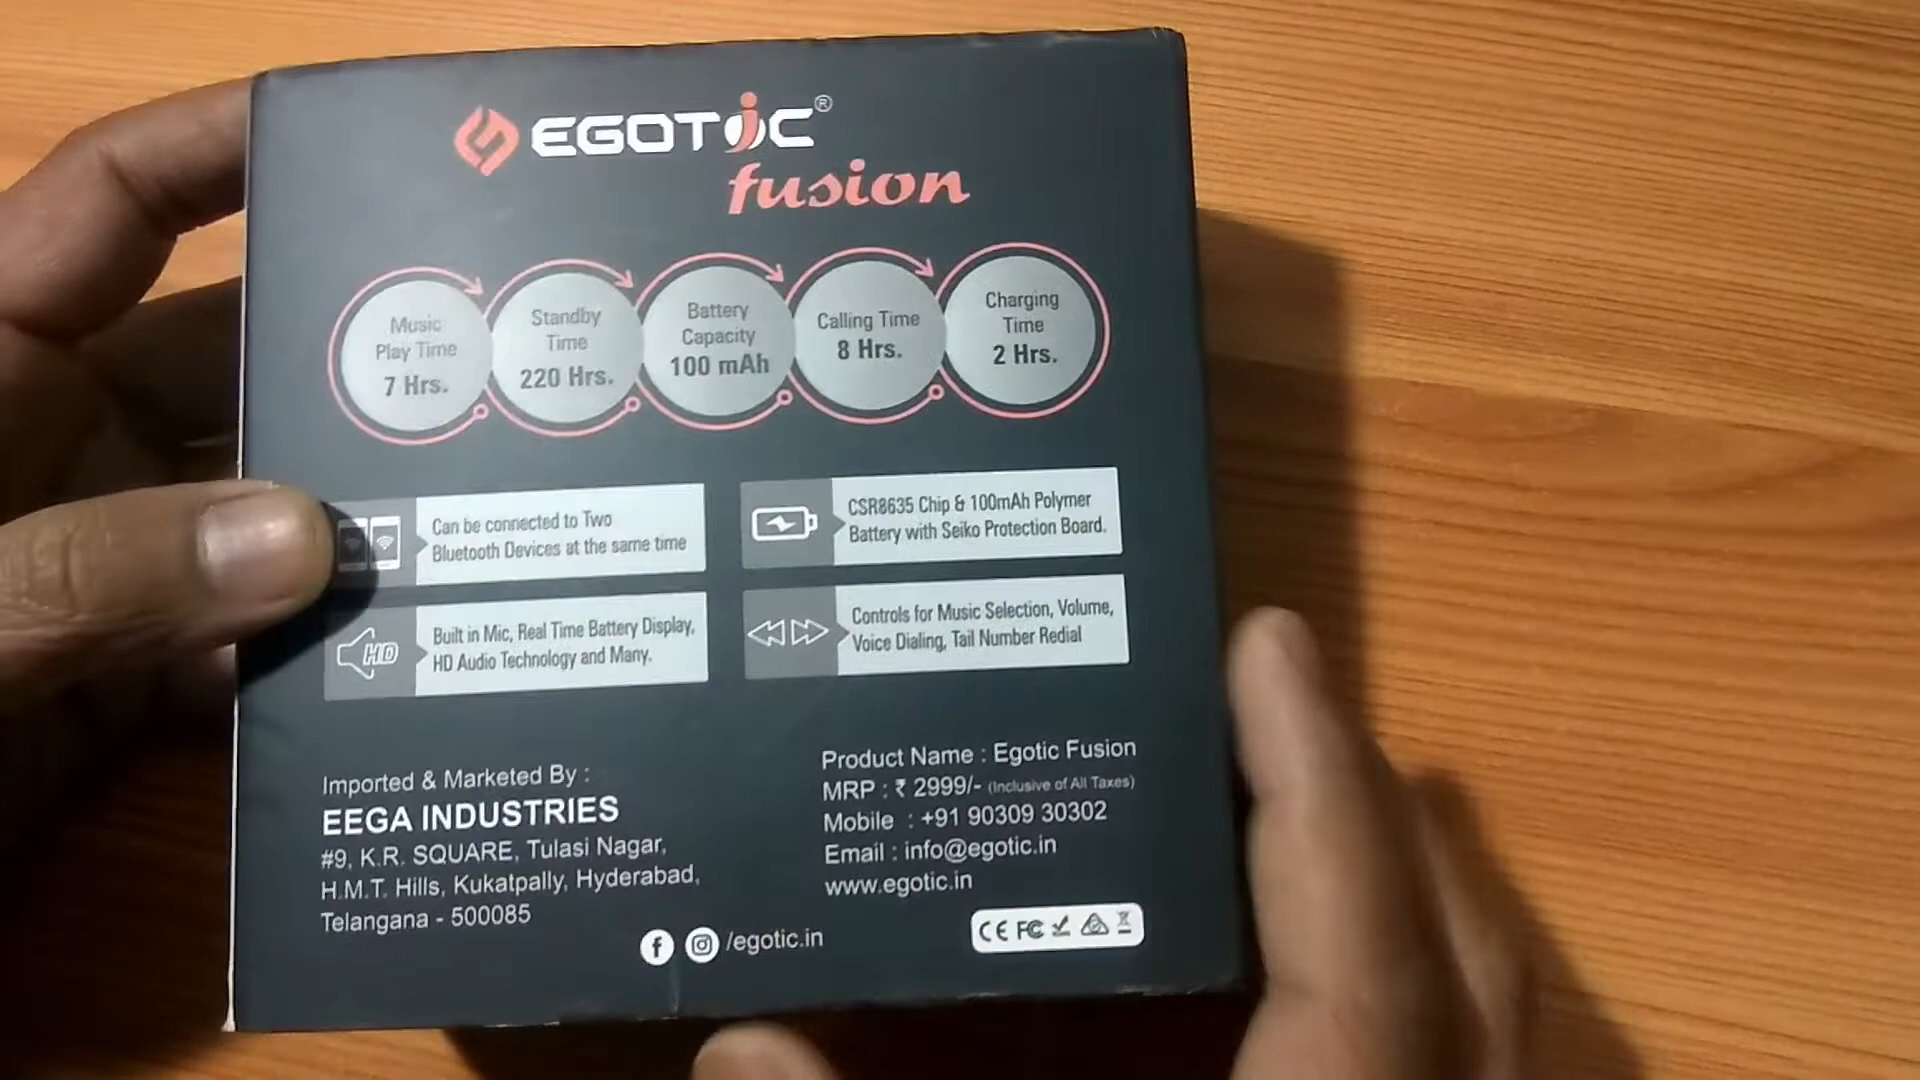 EGOTiC®
fusion
Music
Play Time
7 Hrs.
Standby
Time
220 Hrs.
Battery
Capacity
100 mAh
Calling Time
8 Hrs.
Charging
Time
2 Hrs.
Can be connected to Two
Bluetooth Devices at the same time
CSR8635 Chip & 100mAh Polymer
Battery with Seiko Protection Board.
HD
Built in Mic, Real Time Battery Display,
HD Audio Technology and Many.
Controls for Music Selection, Volume,
Voice Dialing, Tail Number Redial
Imported & Marketed By :
EEGA INDUSTRIES
#9, K.R. SQUARE, Tulasi Nagar,
H.M.T. Hills, Kukatpally, Hyderabad,
Telangana - 500085
Product Name : Egotic Fusion
MRP : ₹ 2999/- (Inclusive of All Taxes)
Mobile : +91 90309 30302
Email : info@egotic.in
www.egotic.in
/egotic.in
CE FC